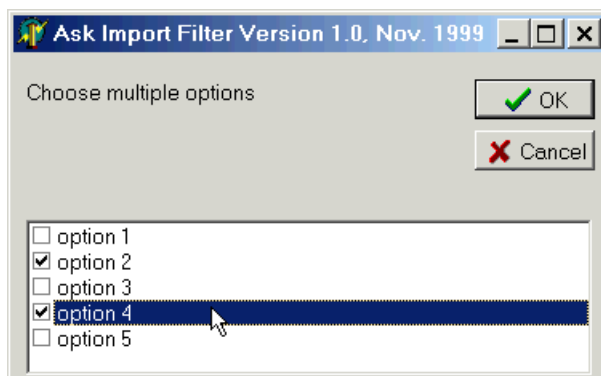 Ask Import Filter Version 1.0, Nov. 1999
Choose multiple options
OK
Cancel
option 1
option 2
option 3
option 4
option 5